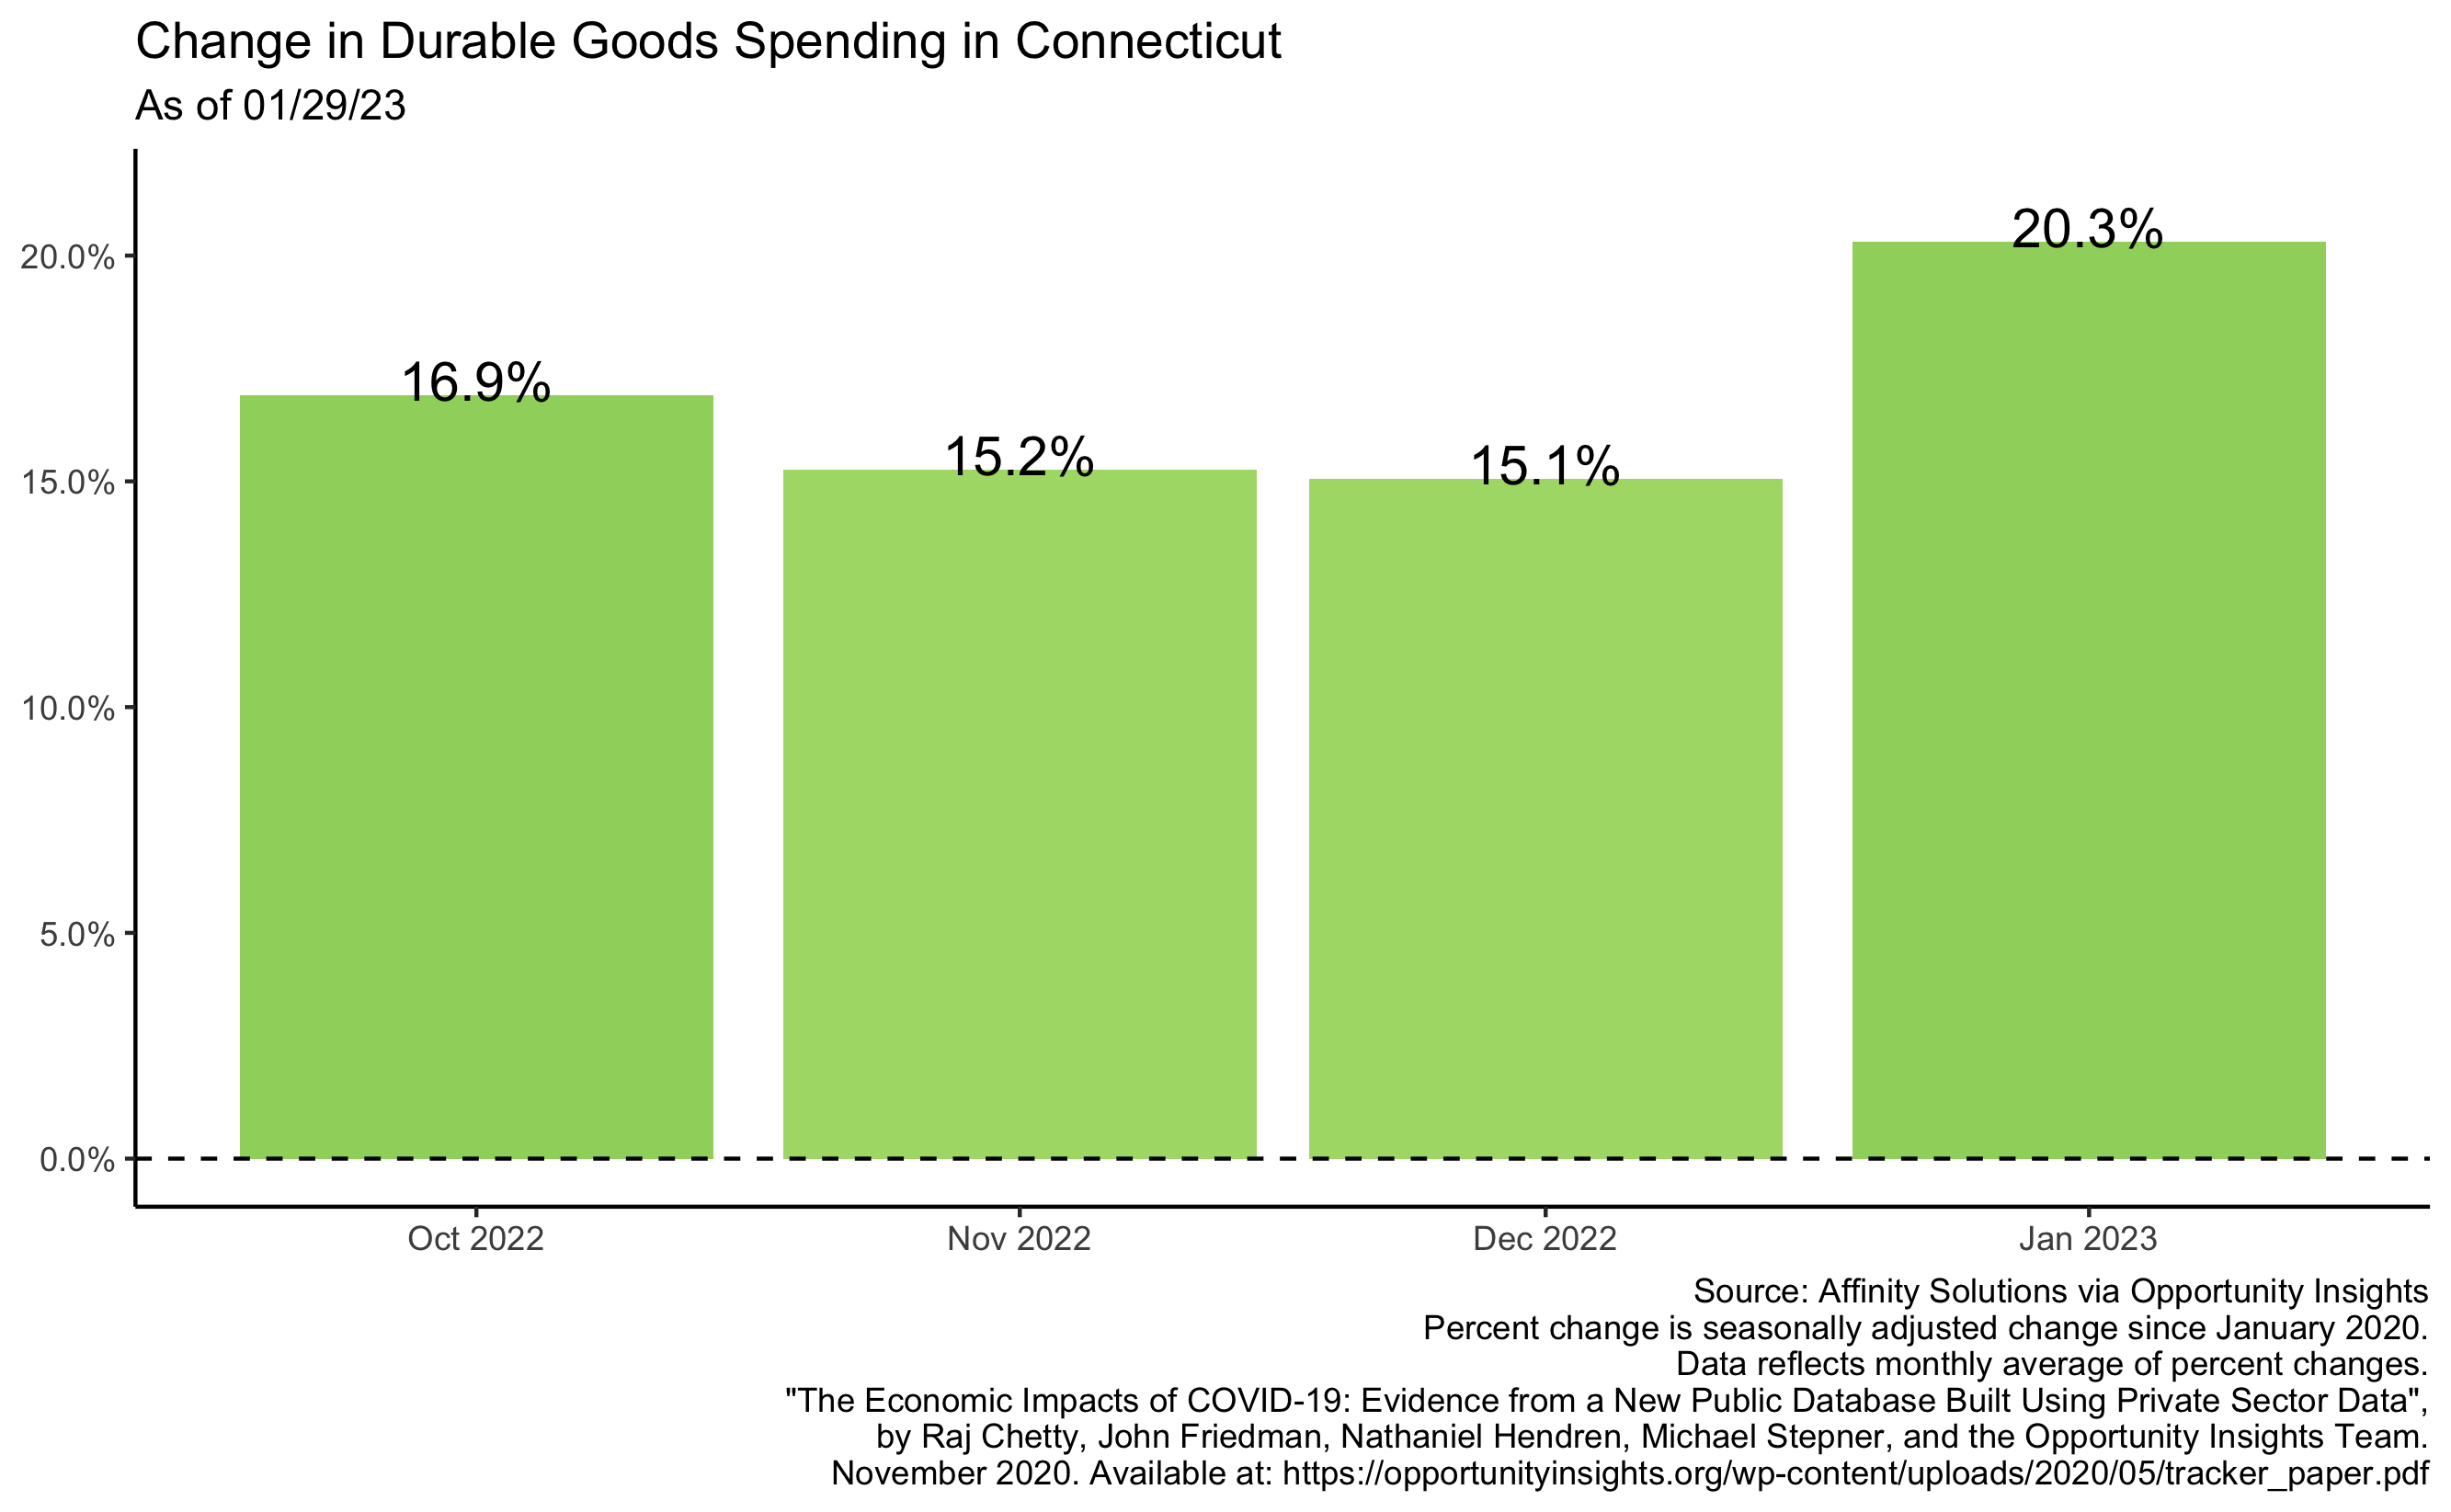 Change in Durable Goods Spending in Connecticut
As of 01/29/23
20.0%
15.0%
10.0%
5.0%
0.0%
16.9%
15.2%
15.1%
20.3%
Oct 2022
Nov 2022
Dec 2022
Jan 2023
Source: Affinity Solutions via Opportunity Insights
Percent change is seasonally adjusted change since January 2020.
Data reflects monthly average of percent changes.
"The Economic Impacts of COVID-19: Evidence from a New Public Database Built Using Private Sector Data",
by Raj Chetty, John Friedman, Nathaniel Hendren, Michael Stepner, and the Opportunity Insights Team.
November 2020. Available at: https://opportunityinsights.org/wp-content/uploads/2020/05/tracker_paper.pdf